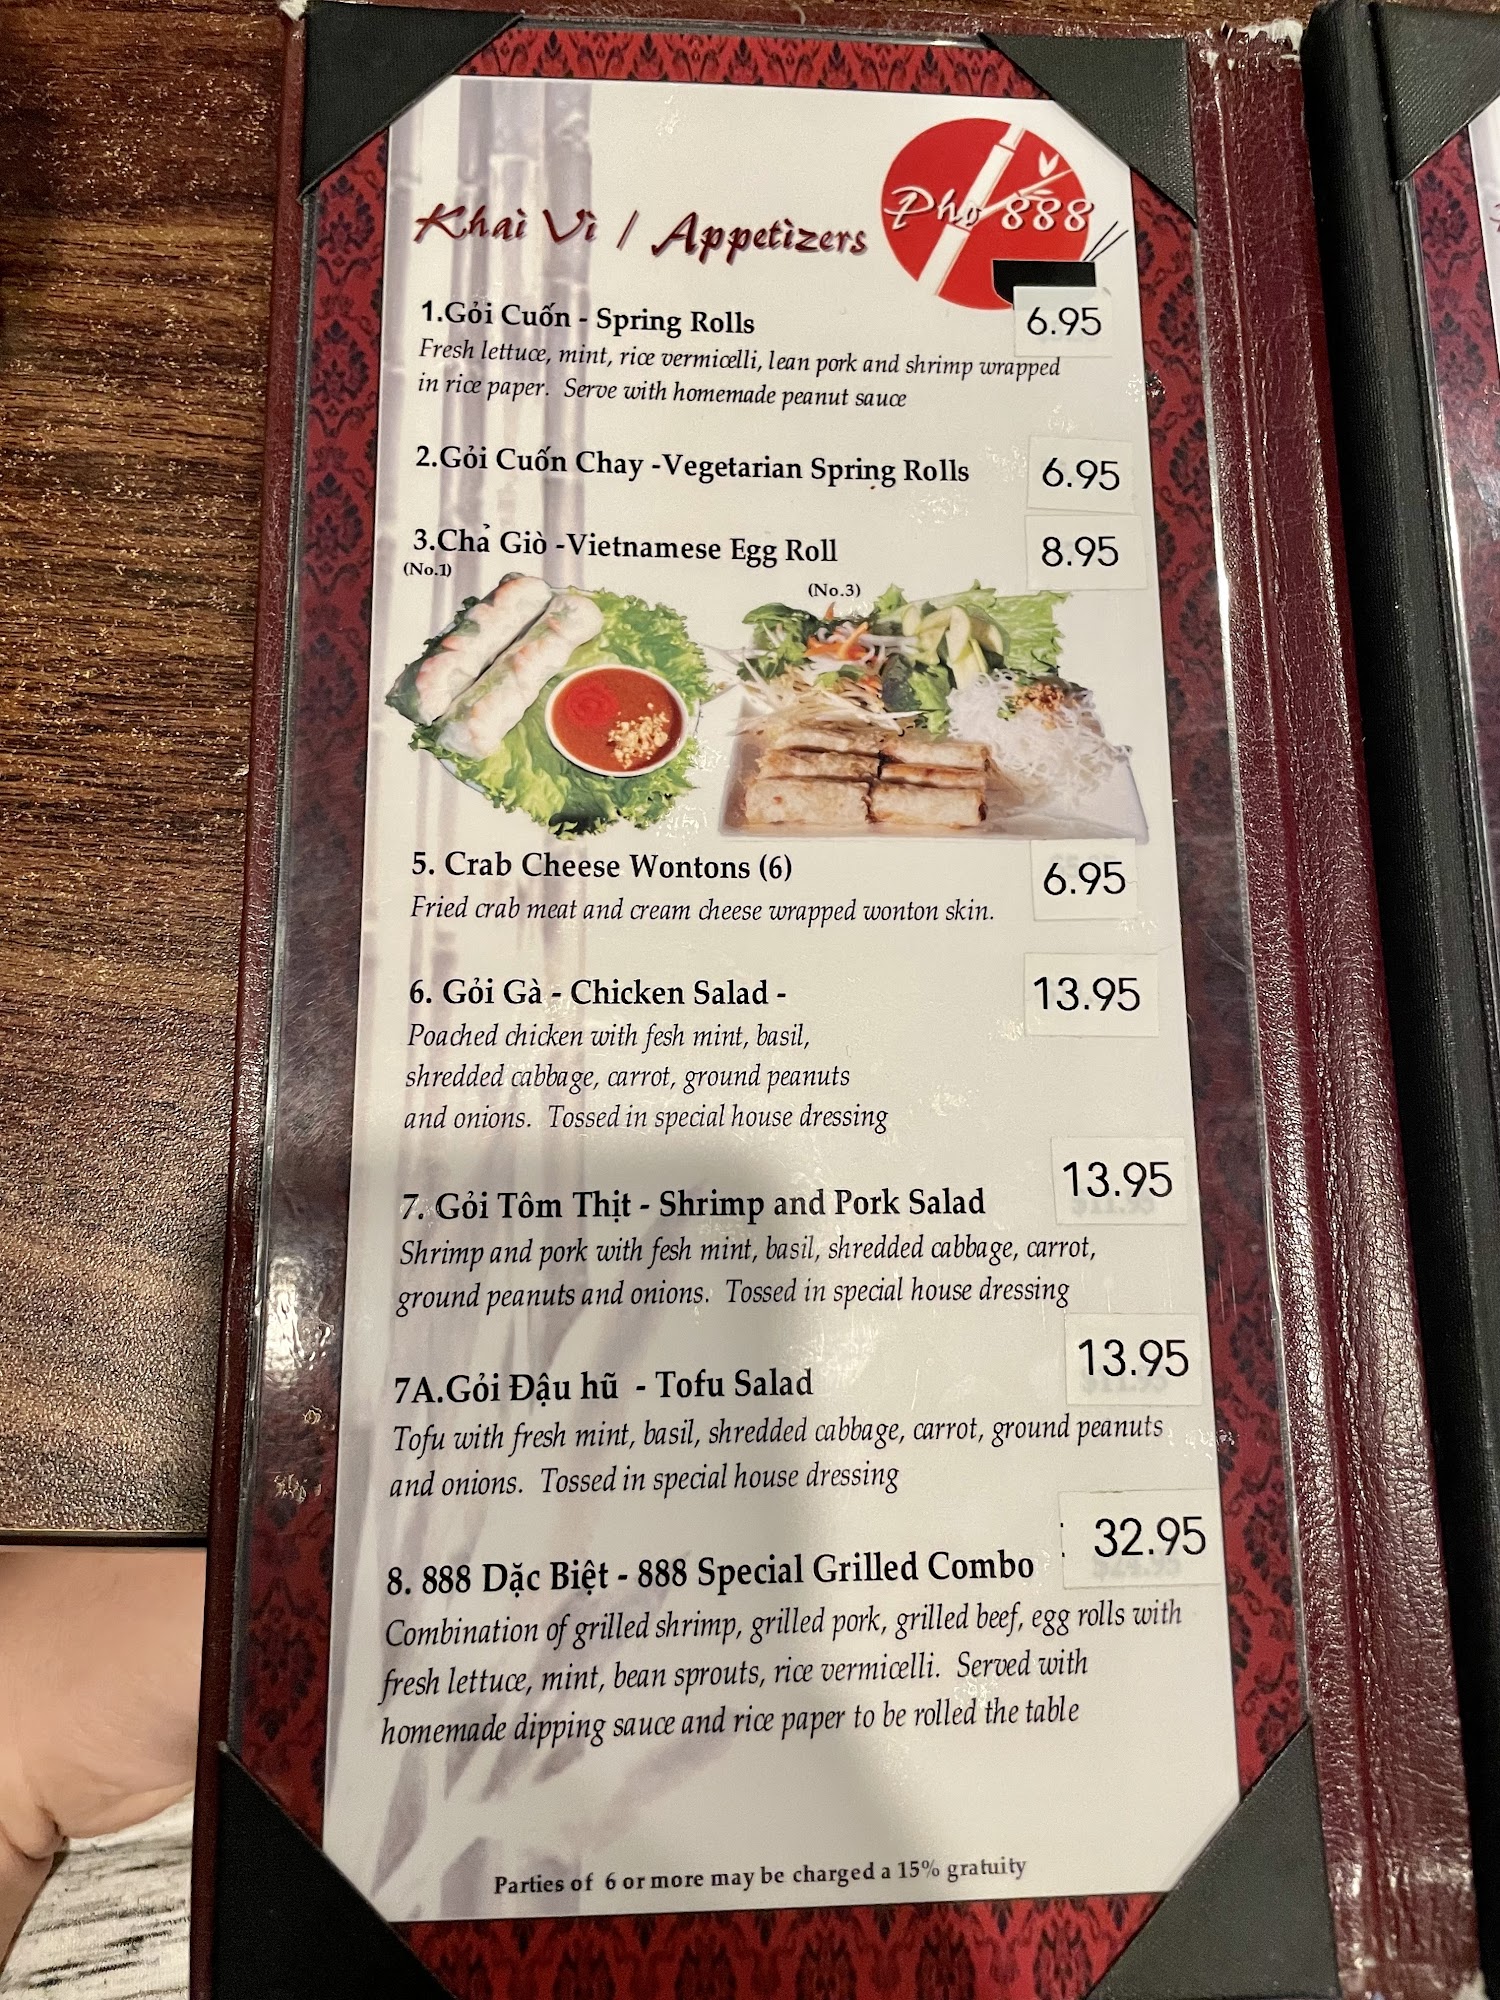 Khai Vì / Appetizers
Pho 888
1.Gỏi Cuốn - Spring Rolls 6.95
Fresh lettuce, mint, rice vermicelli, lean pork and shrimp wrapped
in rice paper. Serve with homemade peanut sauce
2.Gỏi Cuốn Chay -Vegetarian Spring Rolls 6.95
3.Chả Giò -Vietnamese Egg Roll 8.95
(No.1)
(No.3)
5. Crab Cheese Wontons (6) 6.95
Fried crab meat and cream cheese wrapped wonton skin.
6. Gỏi Gà - Chicken Salad - 13.95
Poached chicken with fesh mint, basil,
shredded cabbage, carrot, ground peanuts
and onions. Tossed in special house dressing
7. Gỏi Tôm Thịt - Shrimp and Pork Salad 13.95
Shrimp and pork with fesh mint, basil, shredded cabbage, carrot,
ground peanuts and onions. Tossed in special house dressing
7A.Gỏi Đậu hũ - Tofu Salad 13.95
Tofu with fresh mint, basil, shredded cabbage, carrot, ground peanuts
and onions. Tossed in special house dressing
8. 888 Dặc Biệt - 888 Special Grilled Combo : 32.95
Combination of grilled shrimp, grilled pork, grilled beef, egg rolls with
fresh lettuce, mint, bean sprouts, rice vermicelli. Served with
homemade dipping sauce and rice paper to be rolled the table
Parties of 6 or more may be charged a 15% gratuity